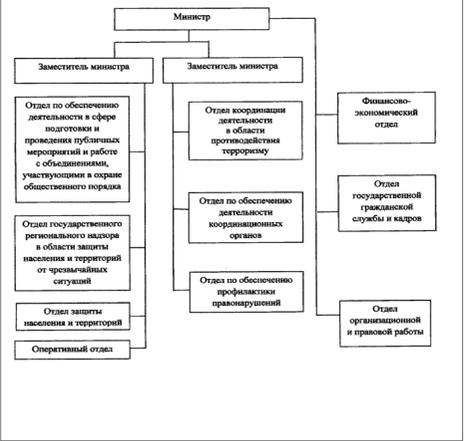 Министр
Заместитель министра
Заместитель министра
Отдел по обеспечению
деятельности в сфере
подготовки и
проведения публичных
мероприятий и работе
с объединениями,
участвующими в охране
общественного порядка
Отдел государственного
регионального надзора
в области защиты
населения и территорий
от чрезвычайных
ситуаций
Отдел защиты
населения и территорий
Оперативный отдел
Отдел координации
деятельности
в области
противодействия
терроризму
Отдел по обеспечению
деятельности
координационных
органов
Отдел по обеспечению
профилактики
правонарушений
Финансово-
экономический
отдел
Отдел
государственной
гражданской
службы и кадров
Отдел
организационной
и правовой работы